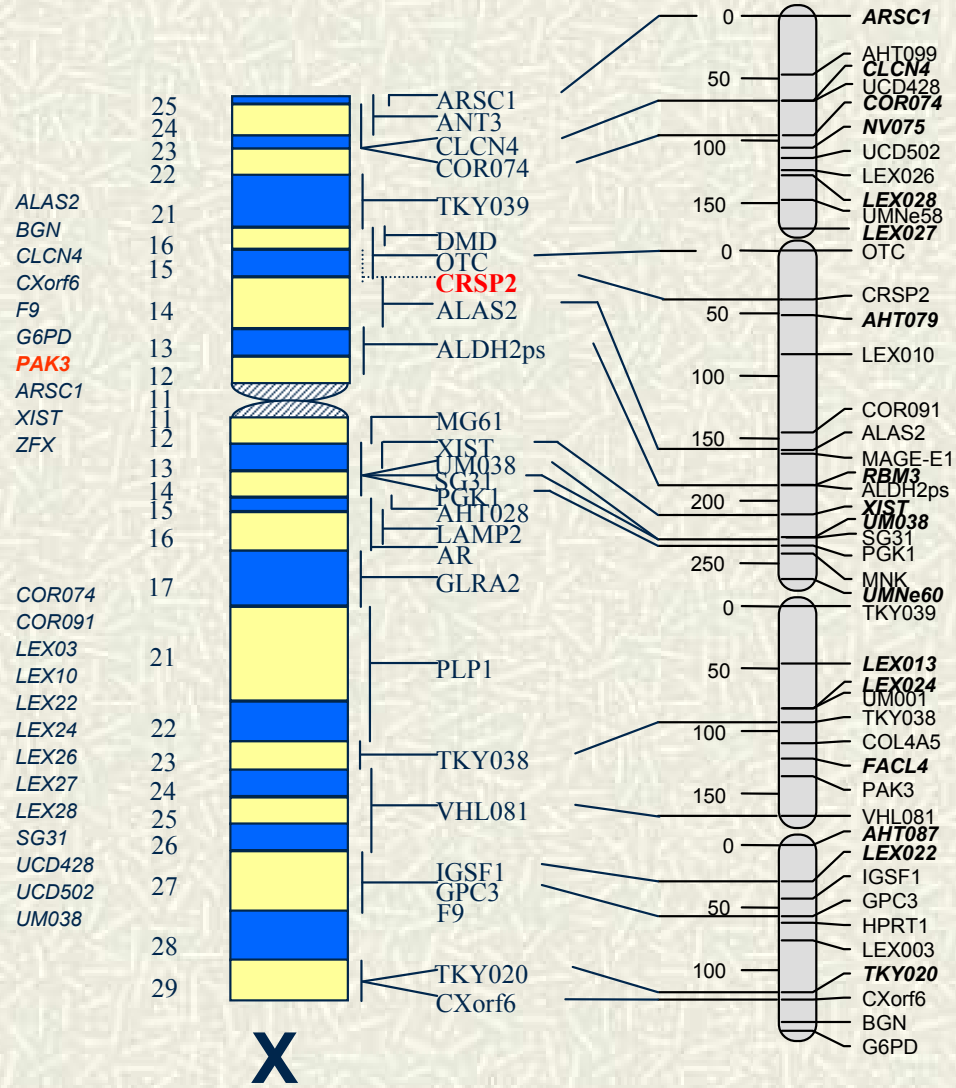 ALAS2
BGN
CLCN4
CXorf6
F9
G6PD
PAK3
ARSC1
XIST
ZFX
COR074
COR091
LEX03
LEX10
LEX22
LEX24
LEX26
LEX27
LEX28
SG31
UCD428
UCD502
UM038
25
24
23
22
21
16
15
14
13
12
11
11
12
13
14
15
16
17
21
22
23
24
25
26
27
28
29
X
ARSC1
ANT3
CLCN4
COR074
TKY039
DMD
OTC
CRSP2
ALAS2
ALDH2ps
MG61
XIST
UM038
SG31
PGK1
AHT028
LAMP2
AR
GLRA2
PLP1
TKY038
VHL081
IGSF1
GPC3
F9
TKY020
CXorf6
0
50
100
150
0
50
100
150
200
250
0
50
100
150
0
50
100
ARSC1
AHT099
CLCN4
UCD428
COR074
NV075
UCD502
LEX026
LEX028
UMNe58
LEX027
OTC
CRSP2
AHT079
LEX010
COR091
ALAS2
MAGE-E1
RBM3
ALDH2ps
XIST
UM038
SG31
PGK1
MNK
UMNe60
TKY039
LEX013
LEX024
UM001
TKY038
COL4A5
FACL4
PAK3
VHL081
AHT087
LEX022
IGSF1
GPC3
HPRT1
LEX003
TKY020
CXorf6
BGN
G6PD